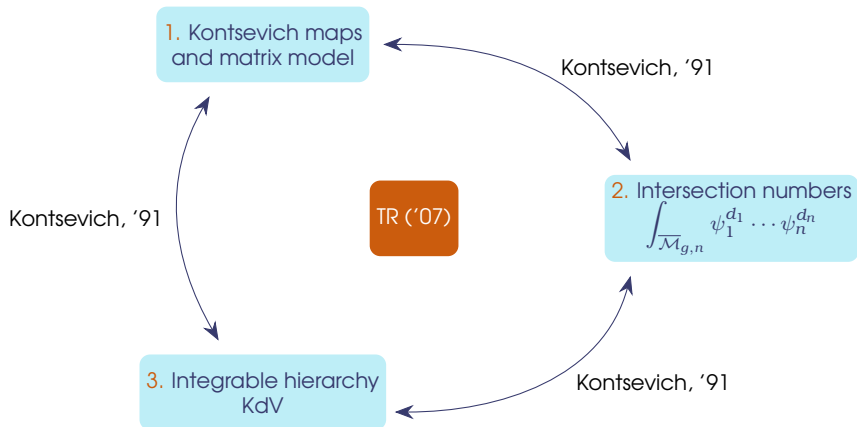 1. Kontsevich maps
and matrix model
Kontsevich, '91
Kontsevich, '91
TR ('07)
2. Intersection numbers
∫_{\overline{M}_{g,n}} ψ_1^{d_1} ⋯ ψ_n^{d_n}
3. Integrable hierarchy
KdV
Kontsevich, '91